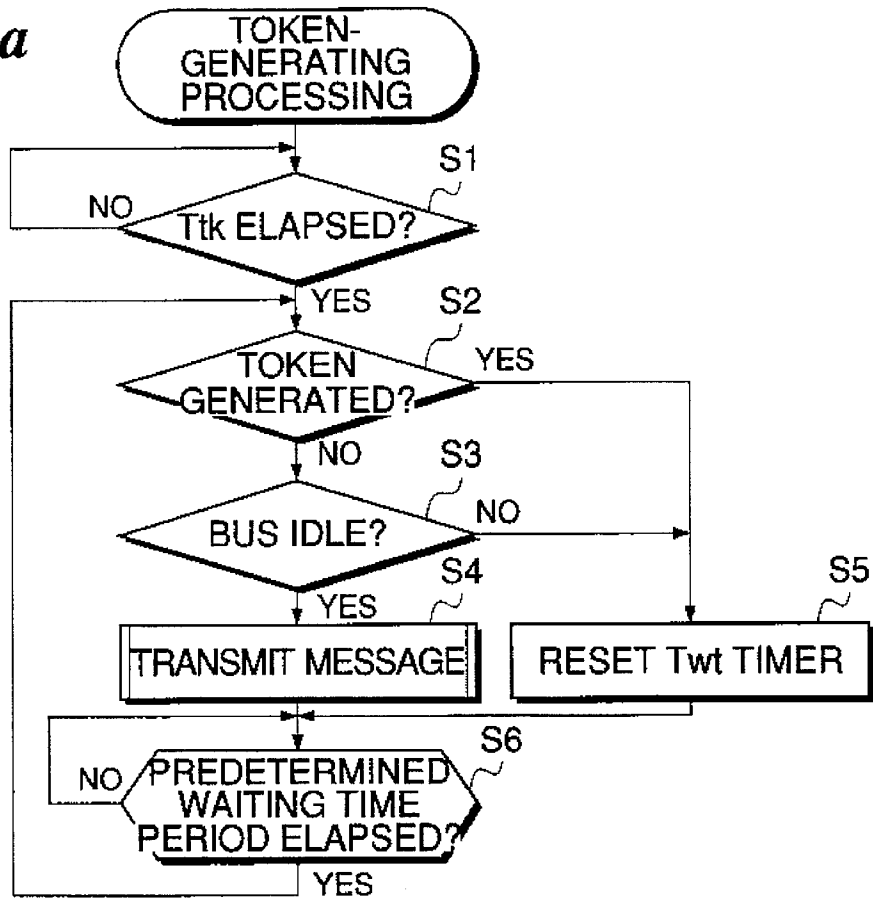 a
TOKEN-
GENERATING
PROCESSING
S1
NO
Ttk ELAPSED?
YES
S2
TOKEN
GENERATED?
YES
NO
S3
BUS IDLE?
NO
YES
S4
TRANSMIT MESSAGE
S5
RESET Twt TIMER
S6
NO
PREDETERMINED
WAITING TIME
PERIOD ELAPSED?
YES